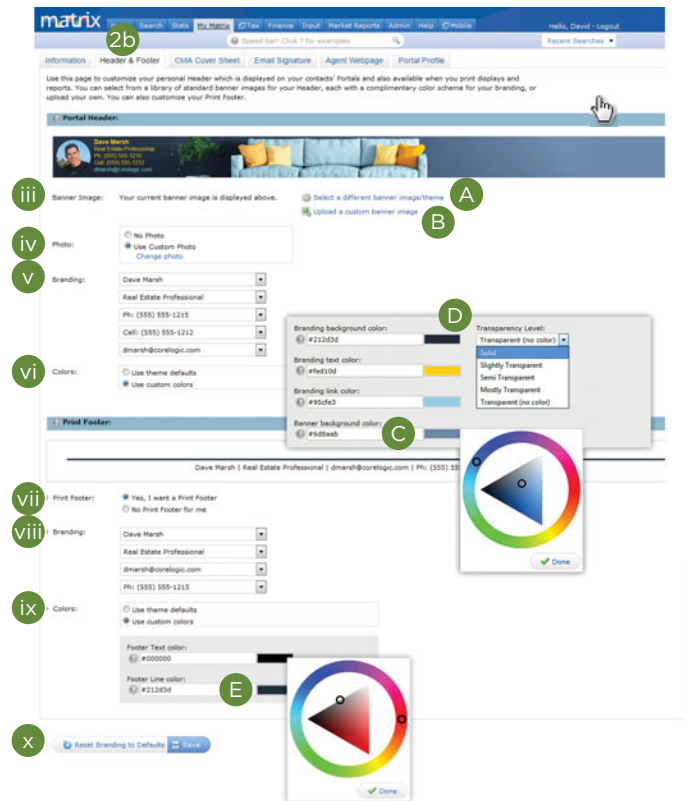 matrix
Search Stats My Matrix Tax Finance Input Market Reports Admin Help Mobile
Hello, David - Logout
2b
Speed bar! Click ? for examples
Recent Searches
Information Header & Footer CMA Cover Sheet Email Signature Agent Webpage Portal Profile
Use this page to customize your personal Header which is displayed on your contacts' Portals and also available when you print displays and
reports. You can select from a library of standard banner images for your Header, each with a complimentary color scheme for your branding, or
upload your own. You can also customize your Print Footer.
Portal Header:
Dave Marsh
Real Estate Professional
Ph: (555) 555-1215
Cell: (555) 555-1212
dmarsh@corelogic.com
iii
Banner Image: Your current banner image is displayed above. Select a different banner image/theme
A
Upload a custom banner image
B
iv
Photo:
No Photo
Use Custom Photo
Change photo
v
Branding:
Dave Marsh
Real Estate Professional
Ph: (555) 555-1215
Cell: (555) 555-1212
dmarsh@corelogic.com
vi
Colors:
Use theme defaults
Use custom colors
D
Branding background color:
#212d3d
Branding text color:
#fed10d
Branding link color:
#95cfe3
Banner background color:
#6d8aab
C
Transparency Level:
Transparent (no color)
Solid
Slightly Transparent
Semi Transparent
Mostly Transparent
Transparent (no color)
Done
Print Footer:
Dave Marsh | Real Estate Professional | dmarsh@corelogic.com | Ph: (555) 55
vii
Print Footer:
Yes, I want a Print Footer
No Print Footer for me
viii
Branding:
Dave Marsh
Real Estate Professional
dmarsh@corelogic.com
Ph: (555) 555-1215
ix
Colors:
Use theme defaults
Use custom colors
Footer Text color:
#000000
Footer Line color:
#212d3d
E
Done
x
Reset Branding to Defaults Save